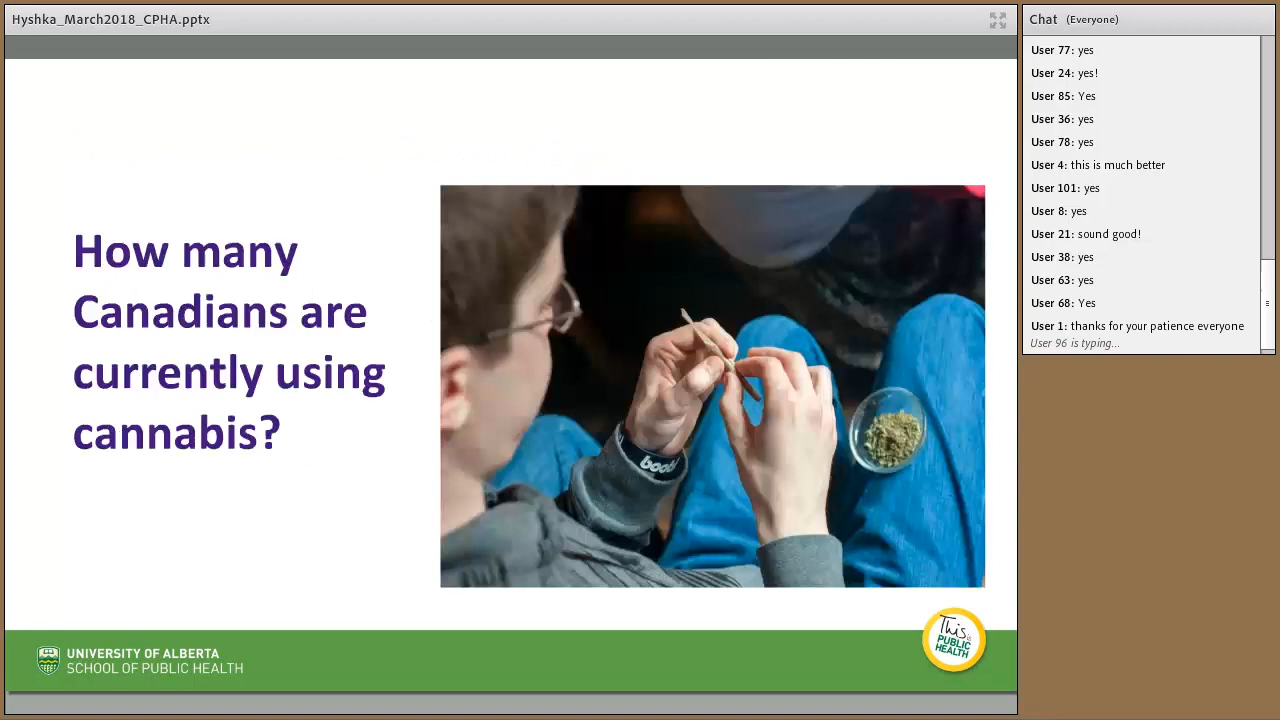 Hyshka_March2018_CPHA.pptx
How many
Canadians are
currently using
cannabis?
boobi
UNIVERSITY OF ALBERTA
SCHOOL OF PUBLIC HEALTH
This is
PUBLIC
HEALTH
Chat (Everyone)
User 77: yes
User 24: yes!
User 85: Yes
User 36: yes
User 78: yes
User 4: this is much better
User 101: yes
User 8: yes
User 21: sound good!
User 38: yes
User 63: yes
User 68: Yes
User 1: thanks for your patience everyone
User 96 is typing...